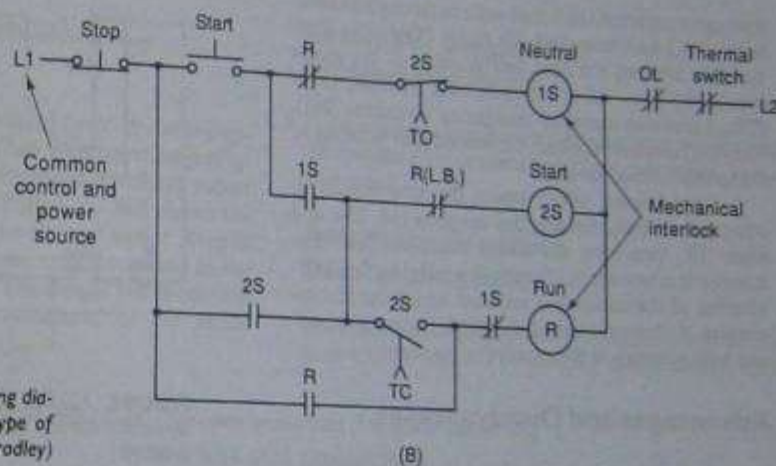 Stop
Start
R
2S
Neutral
OL
Thermal
switch
L1
1S
L2
TO
Common
control and
power
source
1S
R(L.B.)
Start
2S
Mechanical
interlock
2S
2S
1S
Run
R
TC
R
ng dia-
ype of
radley)
(B)